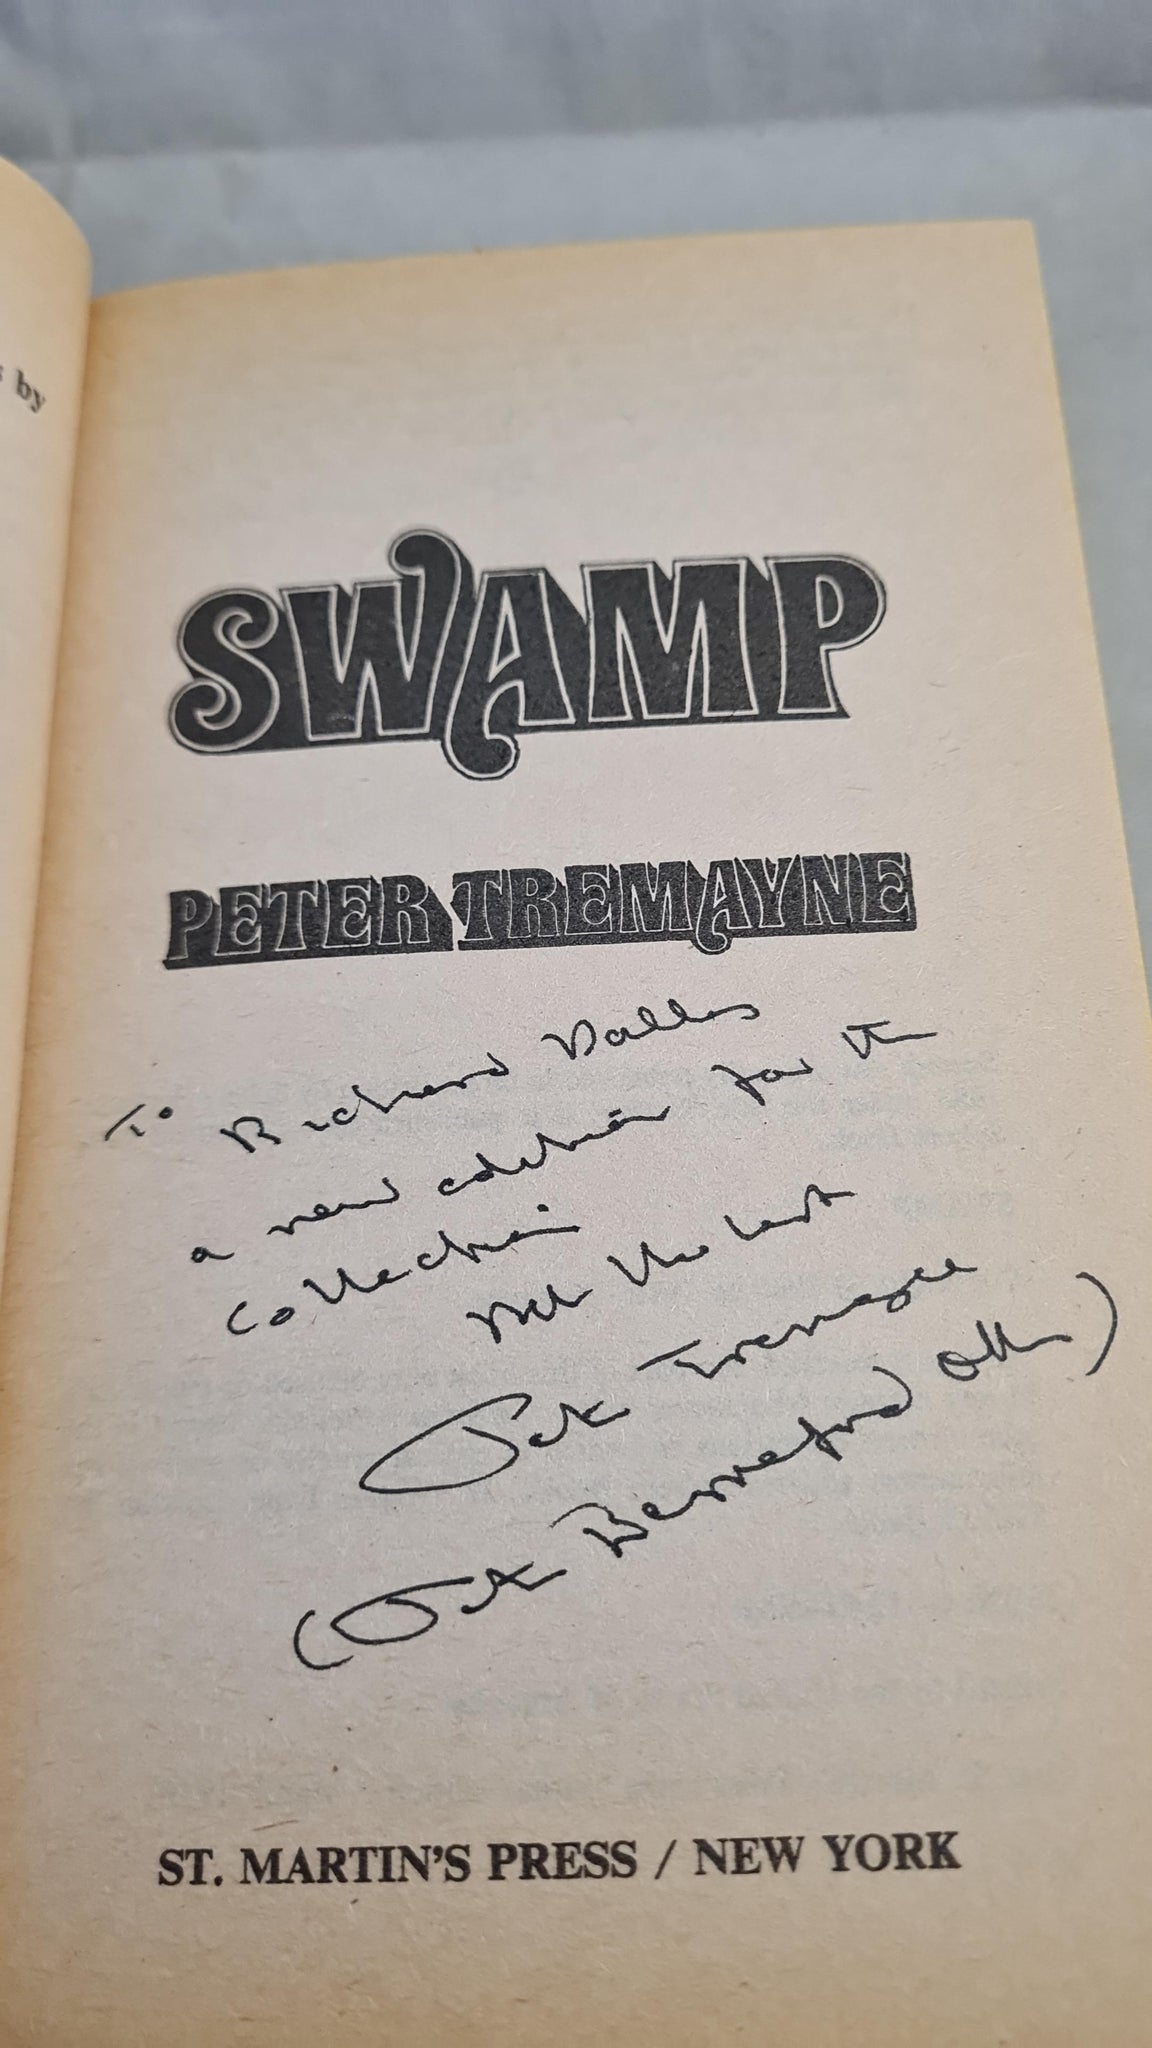 s by
SWAMP
PETER TREMAYNE
To Richard Dalby
a new edition for the
collection
All the best
Peter Tremayne
(Peter Berresford Ellis)
ST. MARTIN'S PRESS / NEW YORK